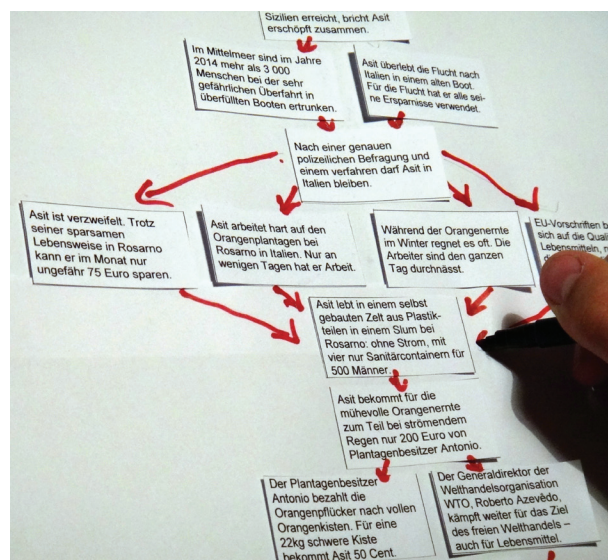 Sizilien erreicht, bricht Asit
erschöpft zusammen.
Im Mittelmeer sind im Jahre
2014 mehr als 3 000
Menschen bei der sehr
gefährlichen Überfahrt in
überfüllten Booten ertrunken.
Asit überlebt die Flucht nach
Italien in einem alten Boot.
Für die Flucht hat er alle sei-
ne Ersparnisse verwendet.
Nach einer genauen
polizeilichen Befragung und
einem verfahren darf Asit in
Italien bleiben.
Asit ist verzweifelt. Trotz
seiner sparsamen
Lebensweise in Rosarno
kann er im Monat nur
ungefähr 75 Euro sparen.
Asit arbeitet hart auf den
Orangenplantagen bei
Rosarno in Italien. Nur an
wenigen Tagen hat er Arbeit.
Während der Orangenernte
im Winter regnet es oft. Die
Arbeiter sind den ganzen
Tag durchnässt.
EU-Vorschriften
sich auf die
Asit lebt in einem selbst
gebauten Zelt aus Plastik-
teilen in einem Slum bei
Rosarno: ohne Strom, mit
vier nur Sanitärcontainern für
500 Männer.
Asit bekommt für die
mühevolle Orangenernte
zum Teil bei strömendem
Regen nur 200 Euro von
Plantagenbesitzer Antonio.
Der Plantagenbesitzer
Antonio bezahlt die
Orangenpflücker nach vollen
Orangenkisten. Für eine
22kg schwere Kiste
bekommt Asit 50 Cent.
Der Generaldirektor der
Welthandelsorganisation
WTO, Roberto Azevêdo,
kämpft weiter für das Ziel
des freien Welthandels –
auch für Lebensmittel.